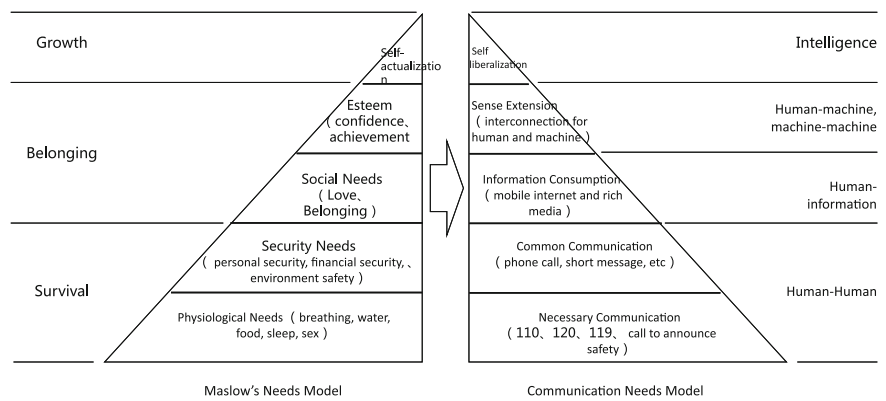 Growth
Self-
actualizatio
n
Esteem
（ confidence、
achievement
Belonging
Social Needs
（ Love、
Belonging ）
Security Needs
（ personal security, financial security, 、
environment safety ）
Survival
Physiological Needs （ breathing, water,
food, sleep, sex ）
Maslow’s Needs Model
Self
liberalization
Intelligence
Sense Extension
（ interconnection for
human and machine ）
Human-machine,
machine-machine
Information Consumption
（ mobile internet and rich
media ）
Human-
information
Common Communication
（ phone call, short message, etc ）
Human-Human
Necessary Communication
（ 110、120、119、 call to announce
safety ）
Communication Needs Model